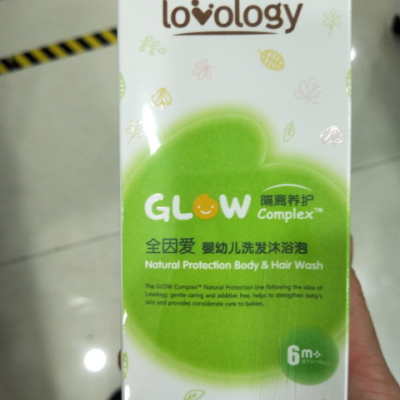 lovology
GLOW 隔离养护
Complex™
全因爱 婴幼儿洗发沐浴泡
Natural Protection Body & Hair Wash
The GLOW Complex™ Natural Protection line following the idea of
Lovology gentle caring and additive free, helps to strengthen baby's
skin and provides considerate care to babies.
6m+